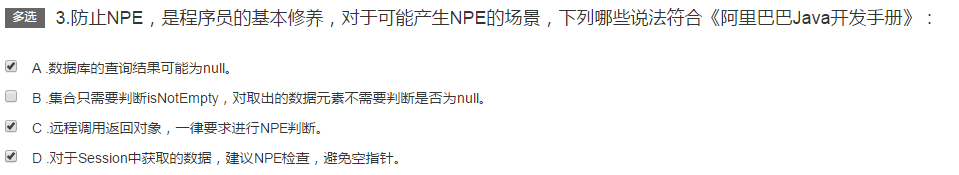 多选 3.防止NPE，是程序员的基本修养，对于可能产生NPE的场景，下列哪些说法符合《阿里巴巴Java开发手册》：
A .数据库的查询结果可能为null。
B .集合只需要判断isNotEmpty，对取出的数据元素不需要判断是否为null。
C .远程调用返回对象，一律要求进行NPE判断。
D .对于Session中获取的数据，建议NPE检查，避免空指针。